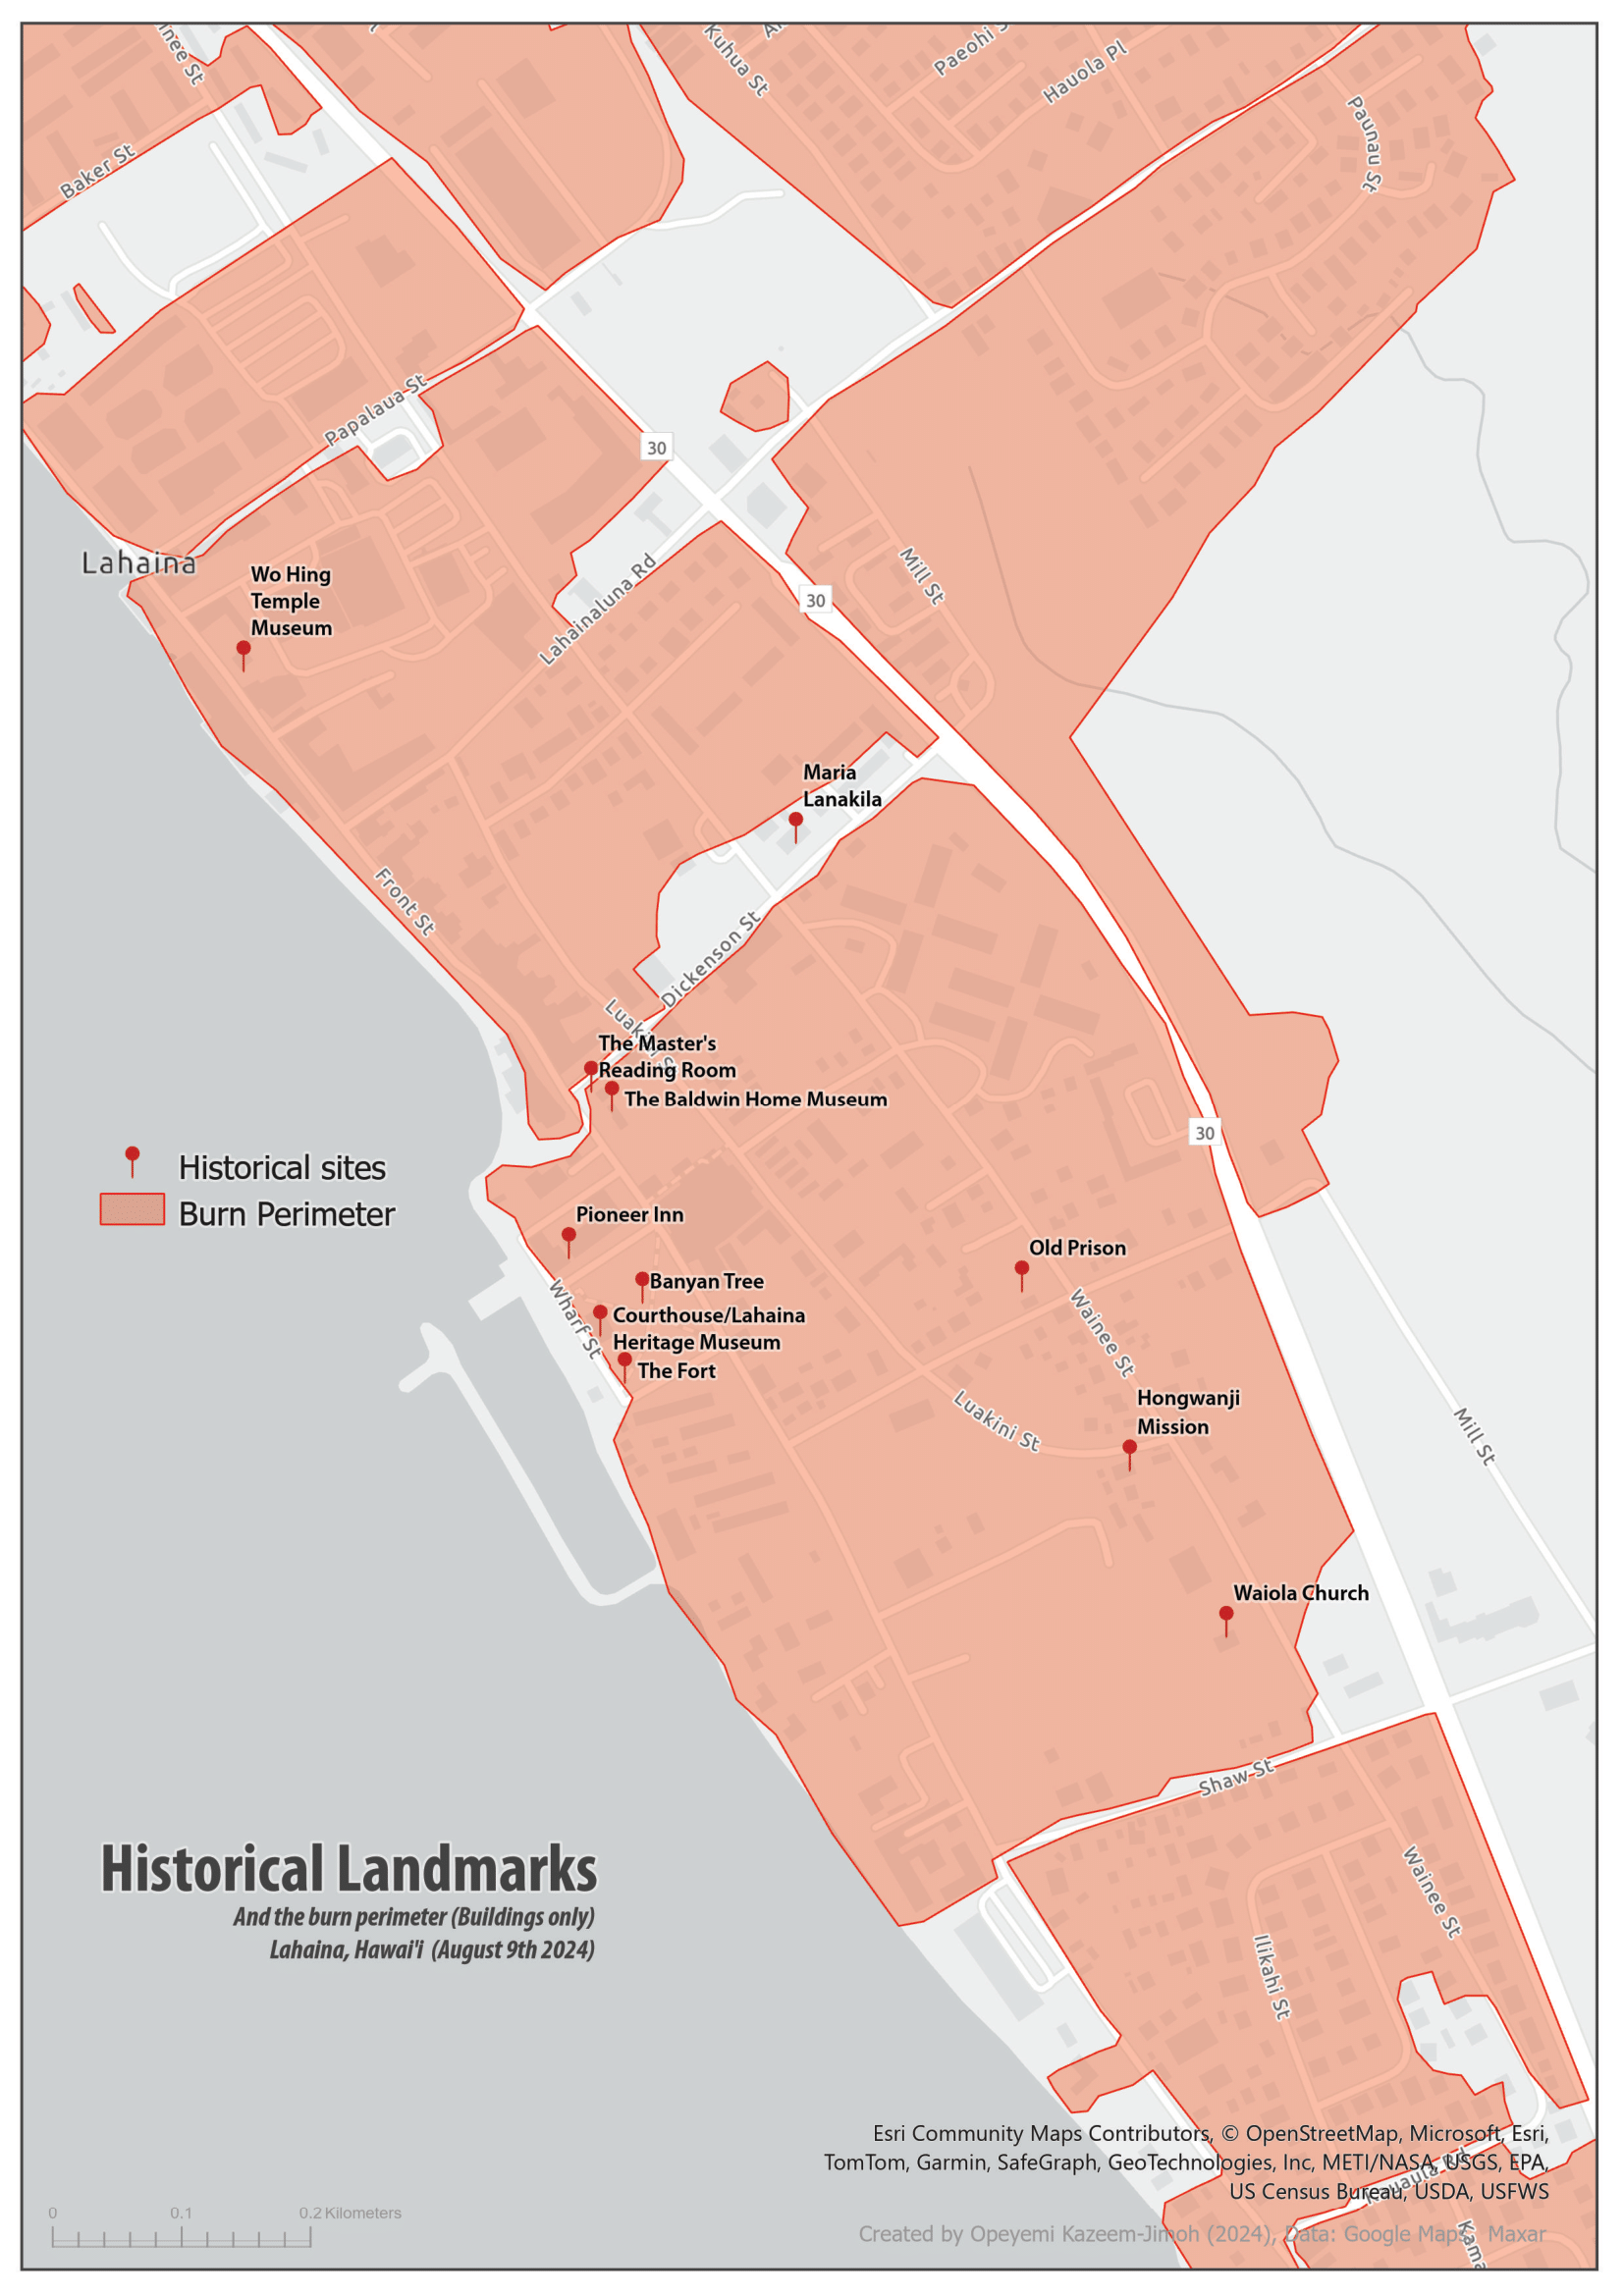 Kuhua St
Paeohi
Hauola Pl
Paunau St
Baker St
Papalaua St
30
Lahaina
Wo Hing
Temple
Museum
Lahainaluna Rd
30
Mill St
Maria
Lanakila
Front St
Dickenson St
The Master's
Reading Room
The Baldwin Home Museum
30
Historical sites
Burn Perimeter
Pioneer Inn
Old Prison
Banyan Tree
Wharf St
Courthouse/Lahaina
Heritage Museum
The Fort
Wainee St
Hongwanji
Mission
Luakini St
Mill St
Waiola Church
Shaw St
Historical Landmarks
And the burn perimeter (Buildings only)
Lahaina, Hawai'i (August 9th 2024)
Wainee St
Ilikahi St
Esri Community Maps Contributors, © OpenStreetMap, Microsoft, Esri,
TomTom, Garmin, SafeGraph, GeoTechnologies, Inc, METI/NASA, USGS, EPA,
US Census Bureau, USDA, USFWS
0 0.1 0.2 Kilometers
Created by Opeyemi Kazeem-Jimoh (2024), Data: Google Maps, Maxar